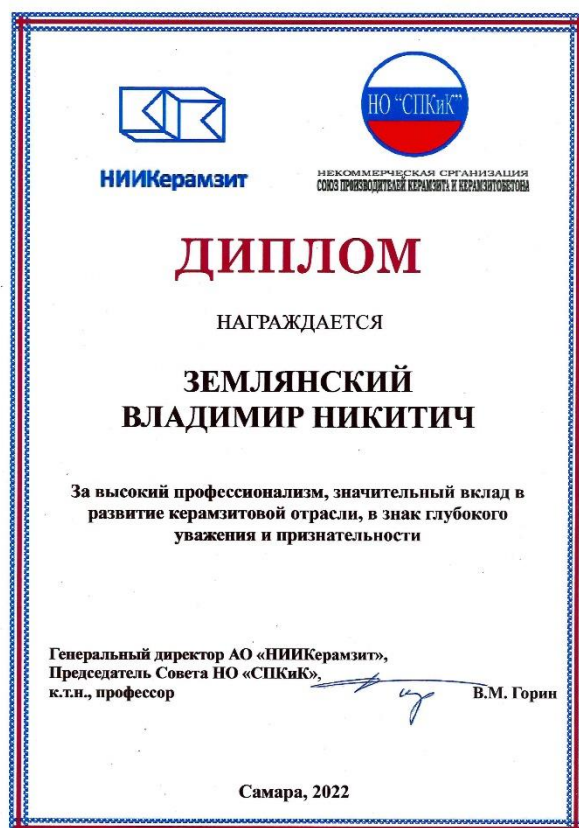 НИИКерамзит
НО “СПКиК”
НЕКОММЕРЧЕСКАЯ ОРГАНИЗАЦИЯ
СОЮЗ ПРОИЗВОДИТЕЛЕЙ КЕРАМЗИТА И КЕРАМЗИТОБЕТОНА
ДИПЛОМ
НАГРАЖДАЕТСЯ
ЗЕМЛЯНСКИЙ
ВЛАДИМИР НИКИТИЧ
За высокий профессионализм, значительный вклад в
развитие керамзитовой отрасли, в знак глубокого
уважения и признательности
Генеральный директор АО «НИИКерамзит»,
Председатель Совета НО «СПКиК»,
к.т.н., профессор В.М. Горин
Самара, 2022